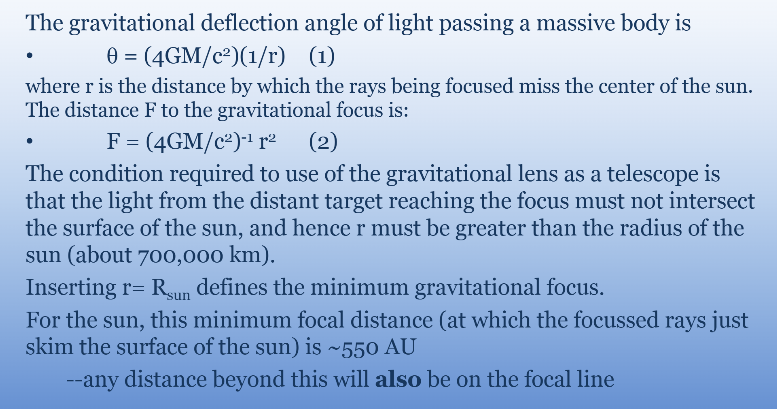 The gravitational deflection angle of light passing a massive body is
• θ = (4GM/c²)(1/r) (1)
where r is the distance by which the rays being focused miss the center of the sun.
The distance F to the gravitational focus is:
• F = (4GM/c²)⁻¹ r² (2)
The condition required to use of the gravitational lens as a telescope is
that the light from the distant target reaching the focus must not intersect
the surface of the sun, and hence r must be greater than the radius of the
sun (about 700,000 km).
Inserting r= Rsun defines the minimum gravitational focus.
For the sun, this minimum focal distance (at which the focussed rays just
skim the surface of the sun) is ~550 AU
--any distance beyond this will also be on the focal line